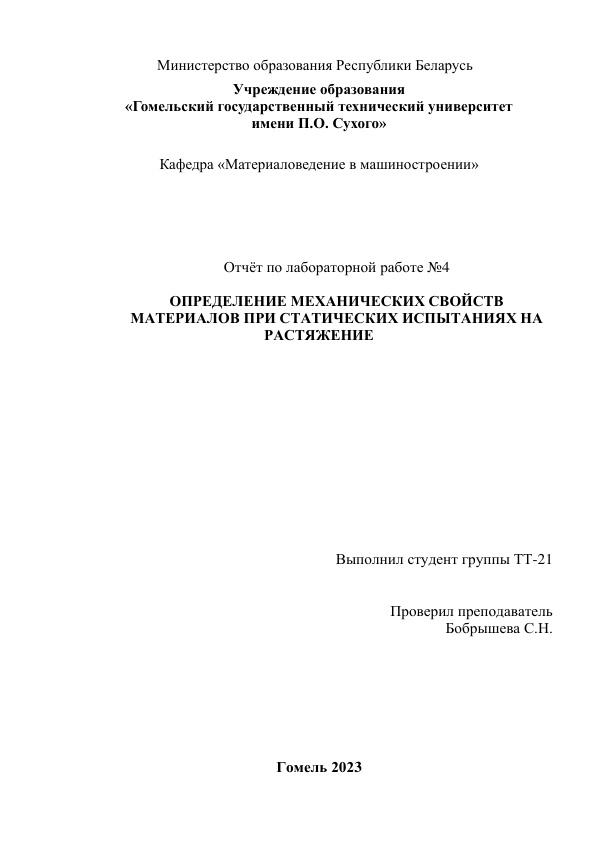 Министерство образования Республики Беларусь
Учреждение образования
«Гомельский государственный технический университет
имени П.О. Сухого»
Кафедра «Материаловедение в машиностроении»
Отчёт по лабораторной работе №4
ОПРЕДЕЛЕНИЕ МЕХАНИЧЕСКИХ СВОЙСТВ
МАТЕРИАЛОВ ПРИ СТАТИЧЕСКИХ ИСПЫТАНИЯХ НА
РАСТЯЖЕНИЕ
Выполнил студент группы ТТ-21
Проверил преподаватель
Бобрышева С.Н.
Гомель 2023